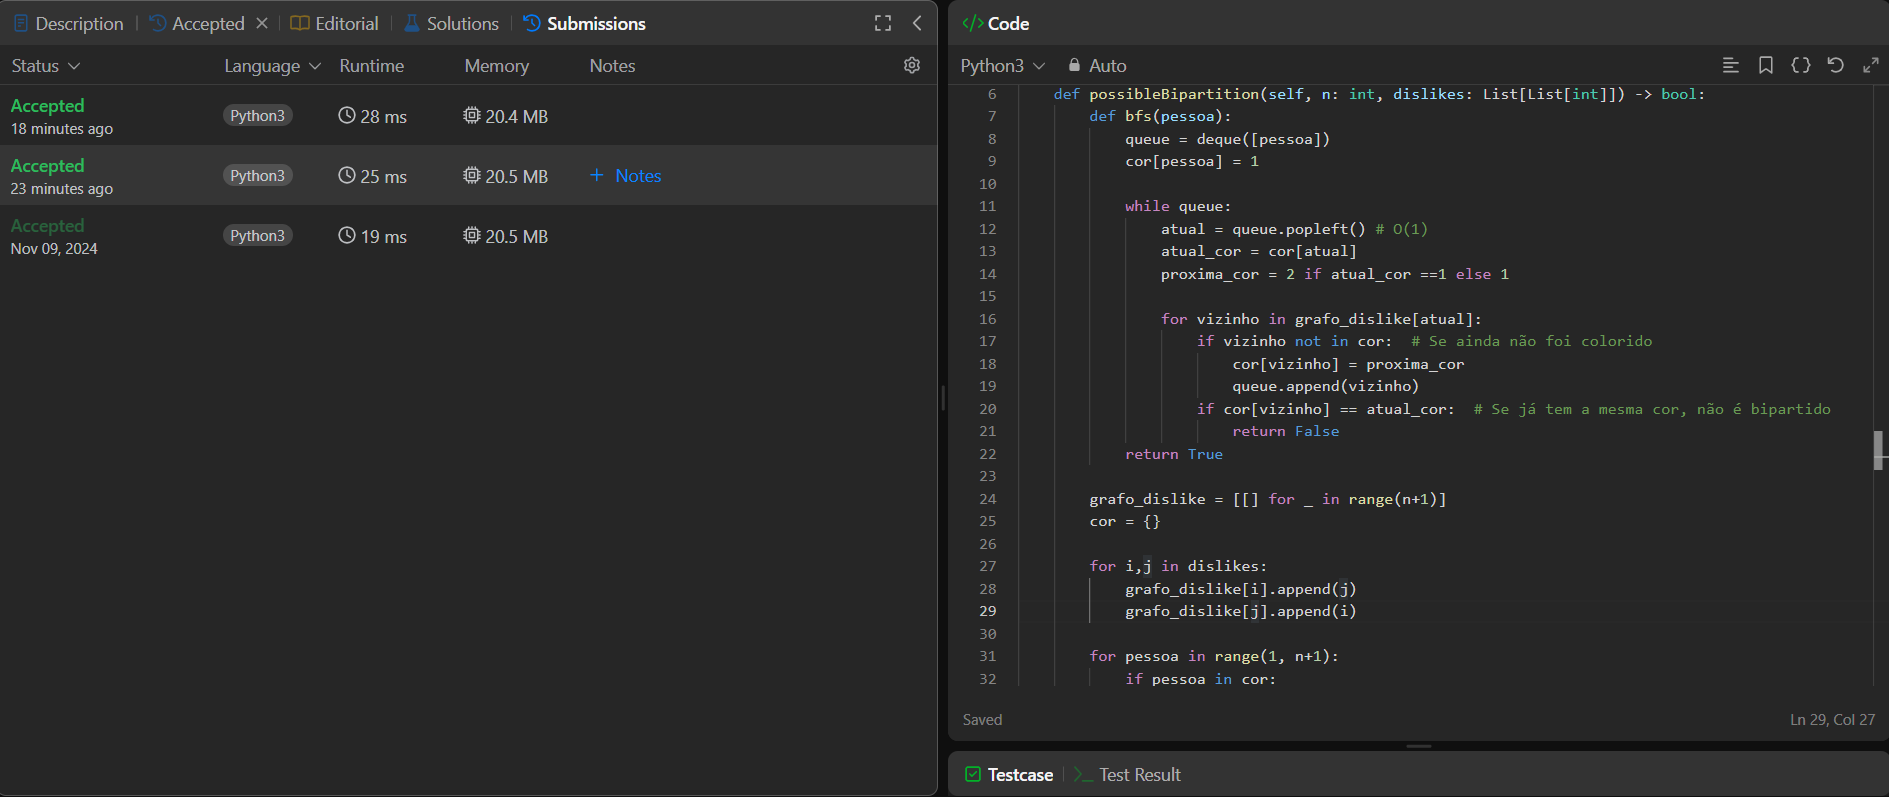 Description Accepted Editorial Solutions Submissions
Status Language Runtime Memory Notes
Accepted
18 minutes ago
Python3 28 ms 20.4 MB
Accepted
23 minutes ago
Python3 25 ms 20.5 MB + Notes
Accepted
Nov 09, 2024
Python3 19 ms 20.5 MB
</> Code
Python3 Auto
6 def possibleBipartition(self, n: int, dislikes: List[List[int]]) -> bool:
7 def bfs(pessoa):
8 queue = deque([pessoa])
9 cor[pessoa] = 1
10
11 while queue:
12 atual = queue.popleft() # O(1)
13 atual_cor = cor[atual]
14 proxima_cor = 2 if atual_cor ==1 else 1
15
16 for vizinho in grafo_dislike[atual]:
17 if vizinho not in cor: # Se ainda não foi colorido
18 cor[vizinho] = proxima_cor
19 queue.append(vizinho)
20 if cor[vizinho] == atual_cor: # Se já tem a mesma cor, não é bipartido
21 return False
22 return True
23
24 grafo_dislike = [[] for _ in range(n+1)]
25 cor = {}
26
27 for i,j in dislikes:
28 grafo_dislike[i].append(j)
29 grafo_dislike[j].append(i)
30
31 for pessoa in range(1, n+1):
32 if pessoa in cor:
Saved Ln 29, Col 27
Testcase >_ Test Result